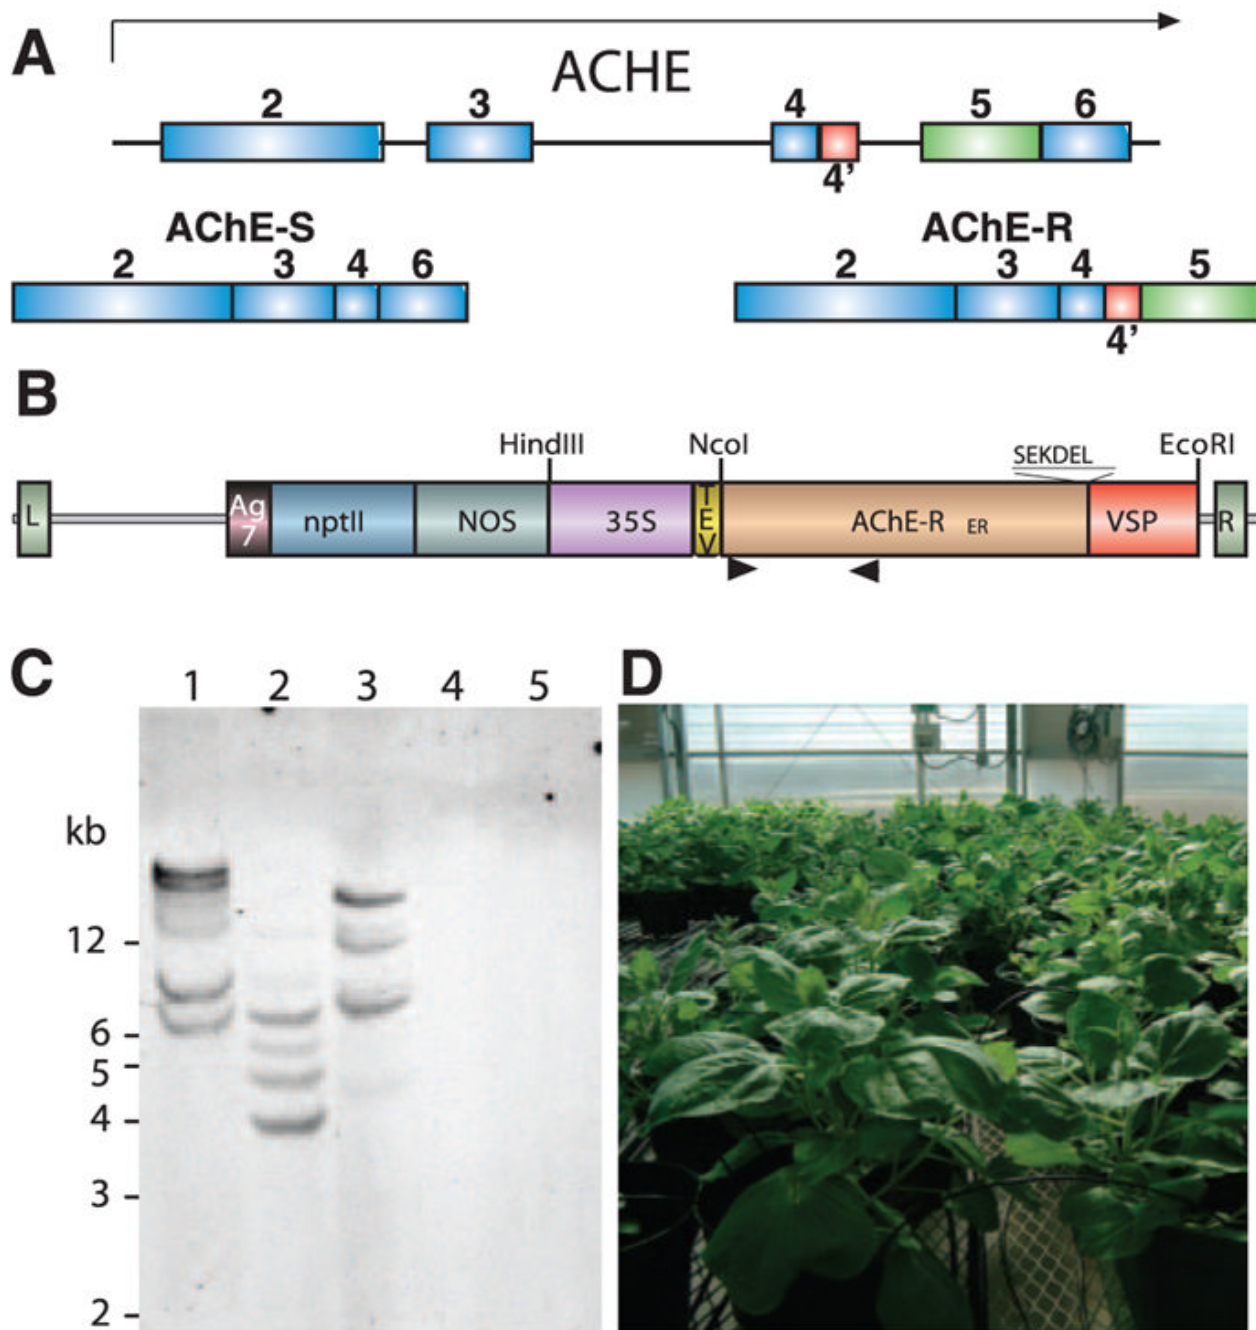 A
ACHE
2 3 4 5 6
4’
AChE-S AChE-R
2 3 4 6 2 3 4 5
4’
B
HindIII NcoI SEKDEL EcoRI
L Ag7 nptII NOS 35S TEV AChE-R ER VSP R
C 1 2 3 4 5 D
kb
12
6
5
4
3
2